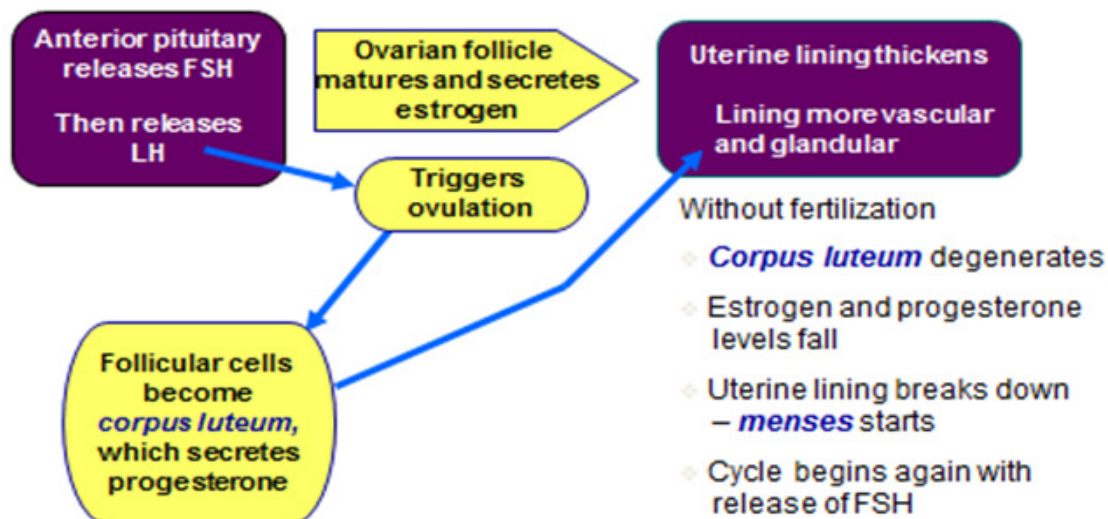 Anterior pituitary
releases FSH
Then releases
LH
Ovarian follicle
matures and secretes
estrogen
Uterine lining thickens
Lining more vascular
and glandular
Triggers
ovulation
Follicular cells
become
corpus luteum,
which secretes
progesterone
Without fertilization
Corpus luteum degenerates
Estrogen and progesterone
levels fall
Uterine lining breaks down
– menses starts
Cycle begins again with
release of FSH